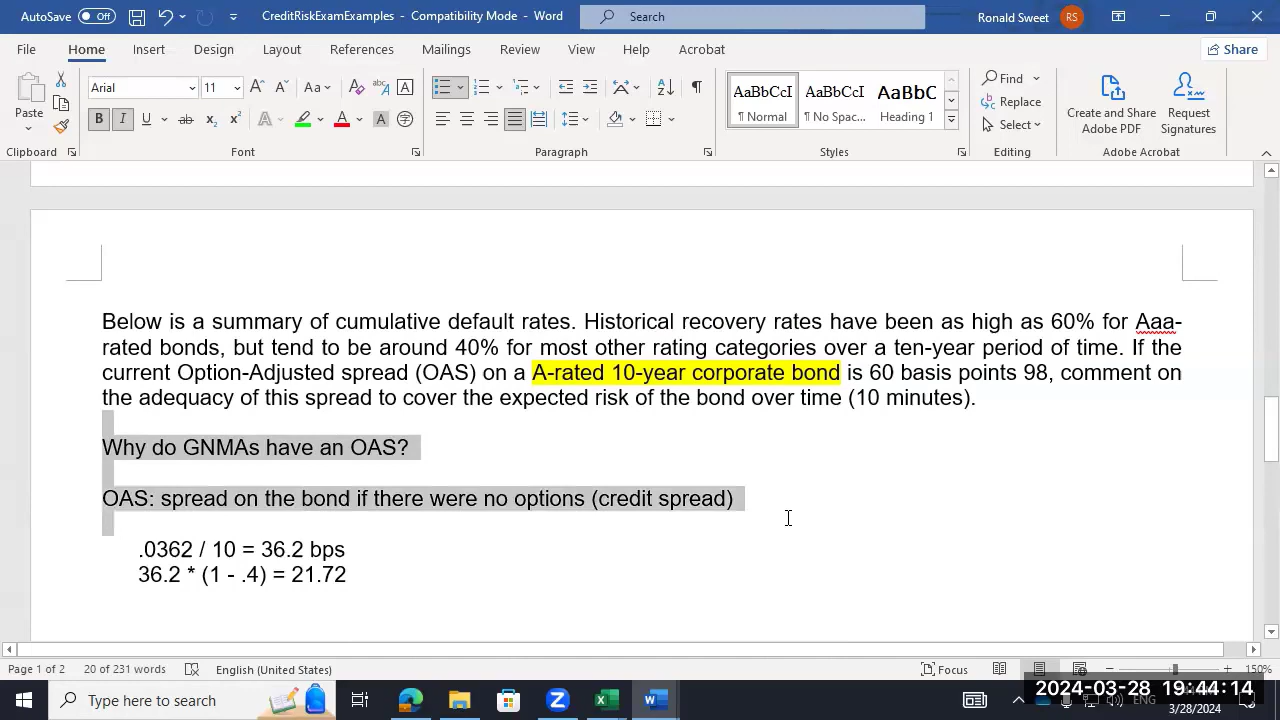 AutoSave Off CreditRiskExamExamples - Compatibility Mode - Word Search Ronald Sweet RS
File Home Insert Design Layout References Mailings Review View Help Acrobat Share
Paste Arial 11 Aa AaBbCcI AaBbCcI AaBbC Find Replace Select
¶ Normal ¶ No Spac... Heading 1 Create and Share Adobe PDF Request Signatures
Clipboard Font Paragraph Styles Editing Adobe Acrobat
Below is a summary of cumulative default rates. Historical recovery rates have been as high as 60% for Aaa-
rated bonds, but tend to be around 40% for most other rating categories over a ten-year period of time. If the
current Option-Adjusted spread (OAS) on a A-rated 10-year corporate bond is 60 basis points 98, comment on
the adequacy of this spread to cover the expected risk of the bond over time (10 minutes).
Why do GNMAs have an OAS?
OAS: spread on the bond if there were no options (credit spread)
.0362 / 10 = 36.2 bps
36.2 * (1 - .4) = 21.72
Page 1 of 2 20 of 231 words English (United States) Focus 150%
Type here to search ENG 2024-03-28 19:44:14
3/28/2024